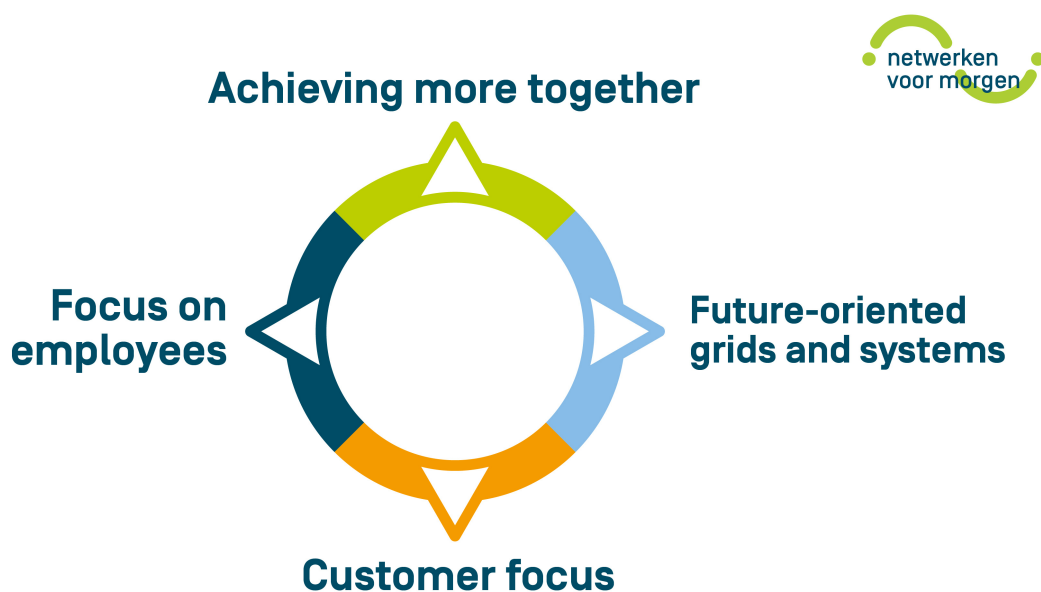 netwerken
voor morgen
Achieving more together
Focus on
employees
Future-oriented
grids and systems
Customer focus